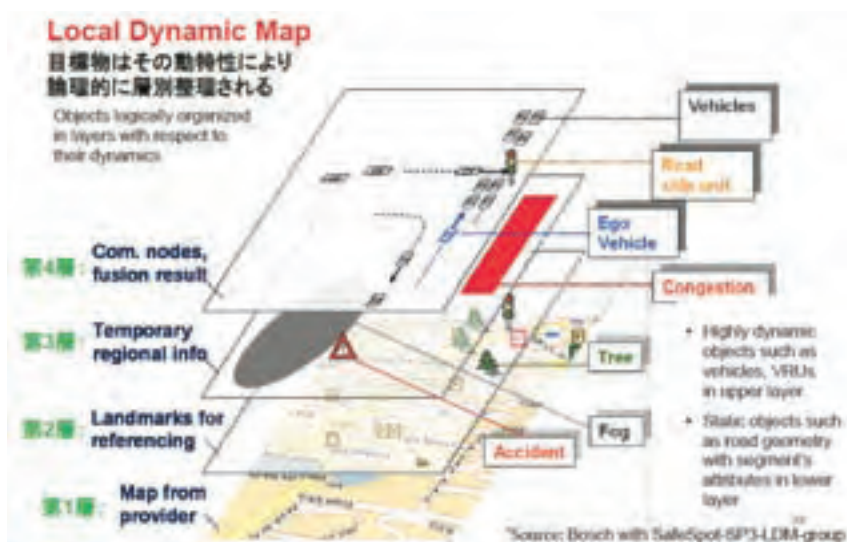 Local Dynamic Map
目標物はその動特性により
論理的に層別整理される
Objects logically organized
in layers with respect to
their dynamics
Vehicles
Road
side unit
Ego
Vehicle
第4層:
Com. nodes,
fusion result
Congestion
第3層:
Temporary
regional info
Tree
第2層:
Landmarks for
referencing
Fog
Accident
第1層:
Map from
provider
• Highly dynamic
objects such as
vehicles, VRUs
in upper layer
• Static objects such
as road geometry
with segment's
attributes in lower
layer
*Source: Bosch with SafeSpot-SP3-LDM-group